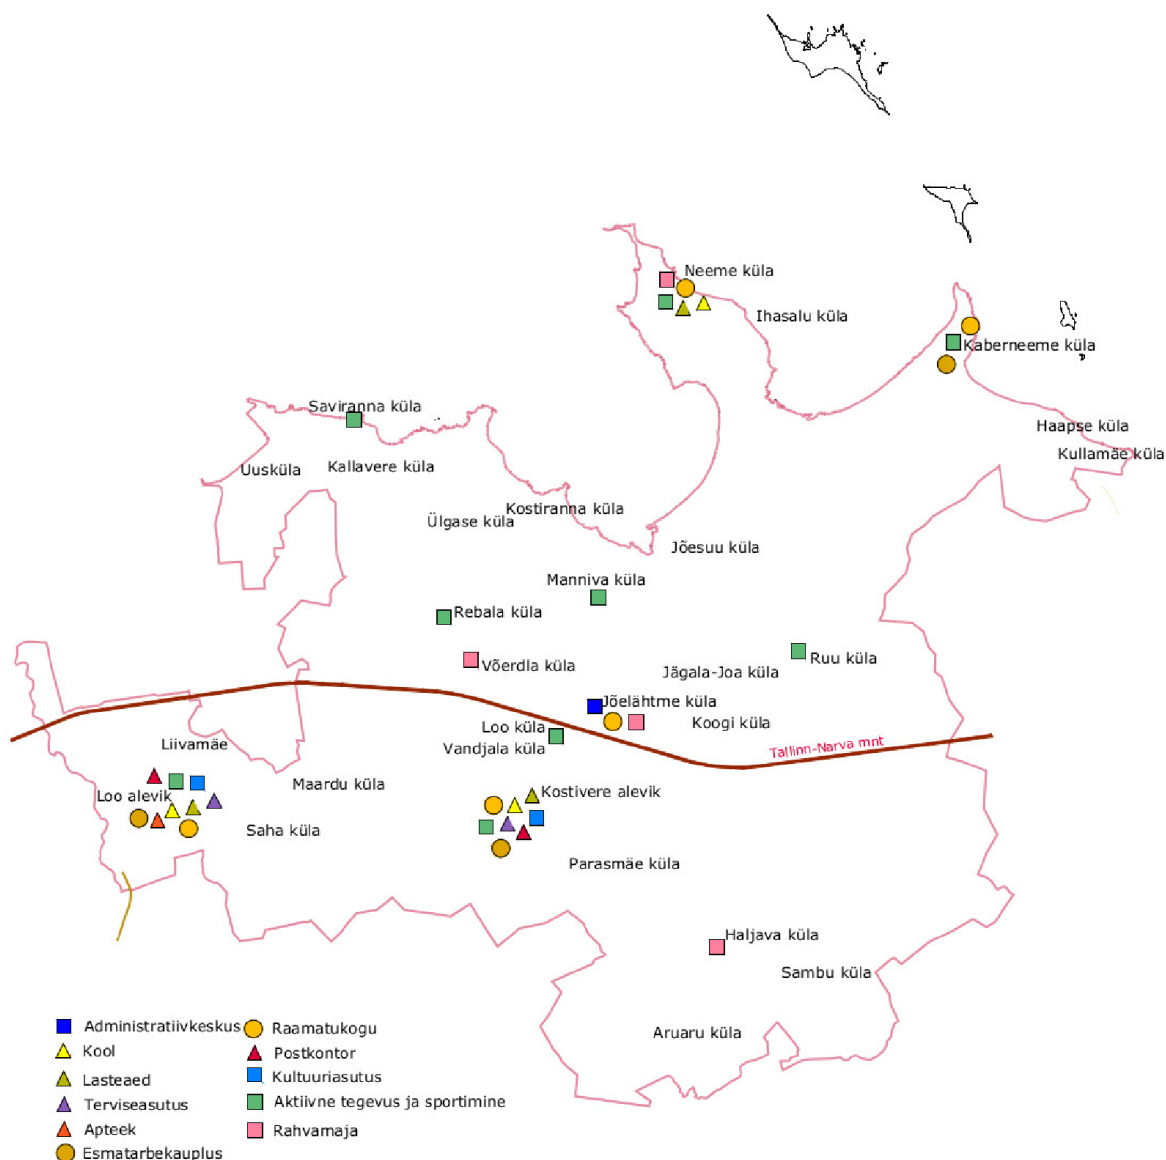 Neeme küla
Ihasalu küla
Kaberneeme küla
Saviranna küla
Haapse küla
Kullamäe küla
Uusküla
Kallavere küla
Kostiranna küla
Ülgase küla
Jõesuu küla
Manniva küla
Rebala küla
Ruu küla
Võerdla küla
Jägala-Joa küla
Jõelähtme küla
Koogi küla
Loo küla
Liivamäe
Vandjala küla
Tallinn-Narva mnt
Maardu küla
Loo alevik
Kostivere alevik
Saha küla
Parasmäe küla
Haljava küla
Sambu küla
Aruaru küla
Administratiivkeskus
Kool
Lasteaed
Terviseasutus
Apteek
Esmatarbekauplus
Raamatukogu
Postkontor
Kultuuriasutus
Aktiivne tegevus ja sportimine
Rahvamaja